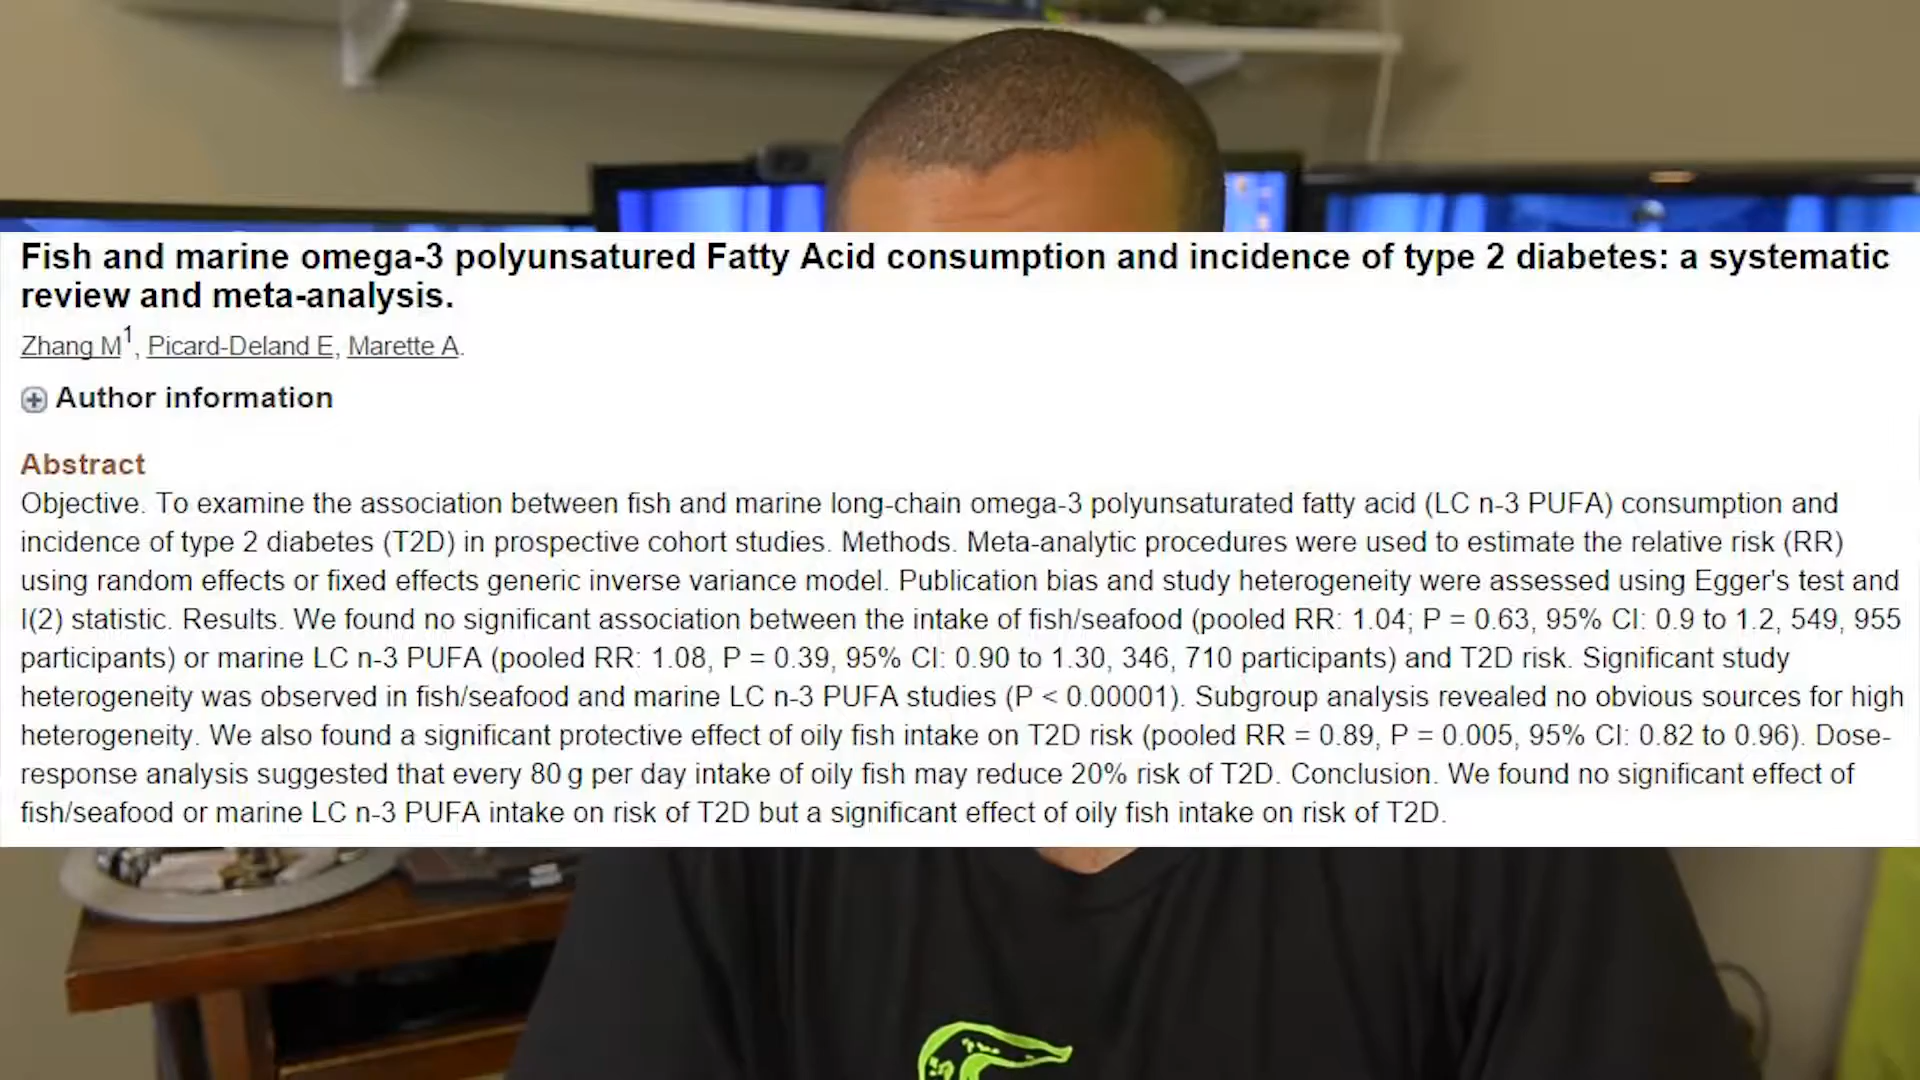 Fish and marine omega-3 polyunsatured Fatty Acid consumption and incidence of type 2 diabetes: a systematic
review and meta-analysis.
Zhang M1, Picard-Deland E, Marette A.
Author information
Abstract
Objective. To examine the association between fish and marine long-chain omega-3 polyunsaturated fatty acid (LC n-3 PUFA) consumption and
incidence of type 2 diabetes (T2D) in prospective cohort studies. Methods. Meta-analytic procedures were used to estimate the relative risk (RR)
using random effects or fixed effects generic inverse variance model. Publication bias and study heterogeneity were assessed using Egger's test and
I(2) statistic. Results. We found no significant association between the intake of fish/seafood (pooled RR: 1.04; P = 0.63, 95% CI: 0.9 to 1.2, 549, 955
participants) or marine LC n-3 PUFA (pooled RR: 1.08, P = 0.39, 95% CI: 0.90 to 1.30, 346, 710 participants) and T2D risk. Significant study
heterogeneity was observed in fish/seafood and marine LC n-3 PUFA studies (P < 0.00001). Subgroup analysis revealed no obvious sources for high
heterogeneity. We also found a significant protective effect of oily fish intake on T2D risk (pooled RR = 0.89, P = 0.005, 95% CI: 0.82 to 0.96). Dose-
response analysis suggested that every 80 g per day intake of oily fish may reduce 20% risk of T2D. Conclusion. We found no significant effect of
fish/seafood or marine LC n-3 PUFA intake on risk of T2D but a significant effect of oily fish intake on risk of T2D.